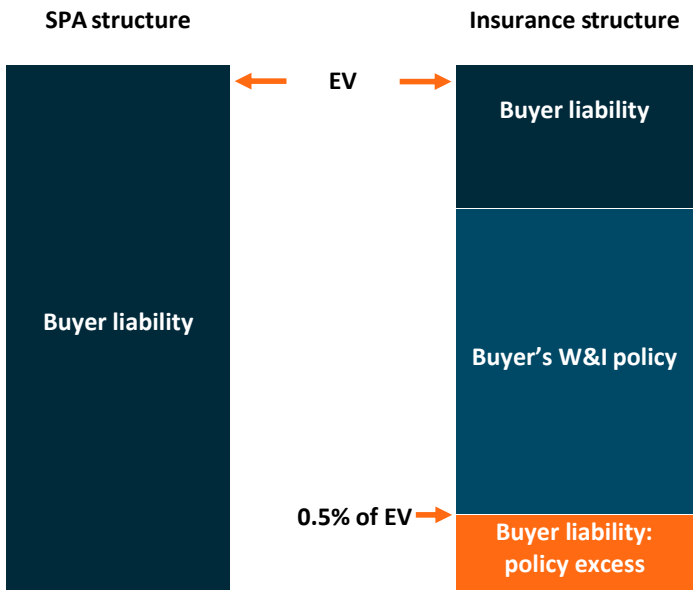 SPA structure
Insurance structure
EV
Buyer liability
Buyer liability
Buyer's W&I policy
0.5% of EV
Buyer liability:
policy excess